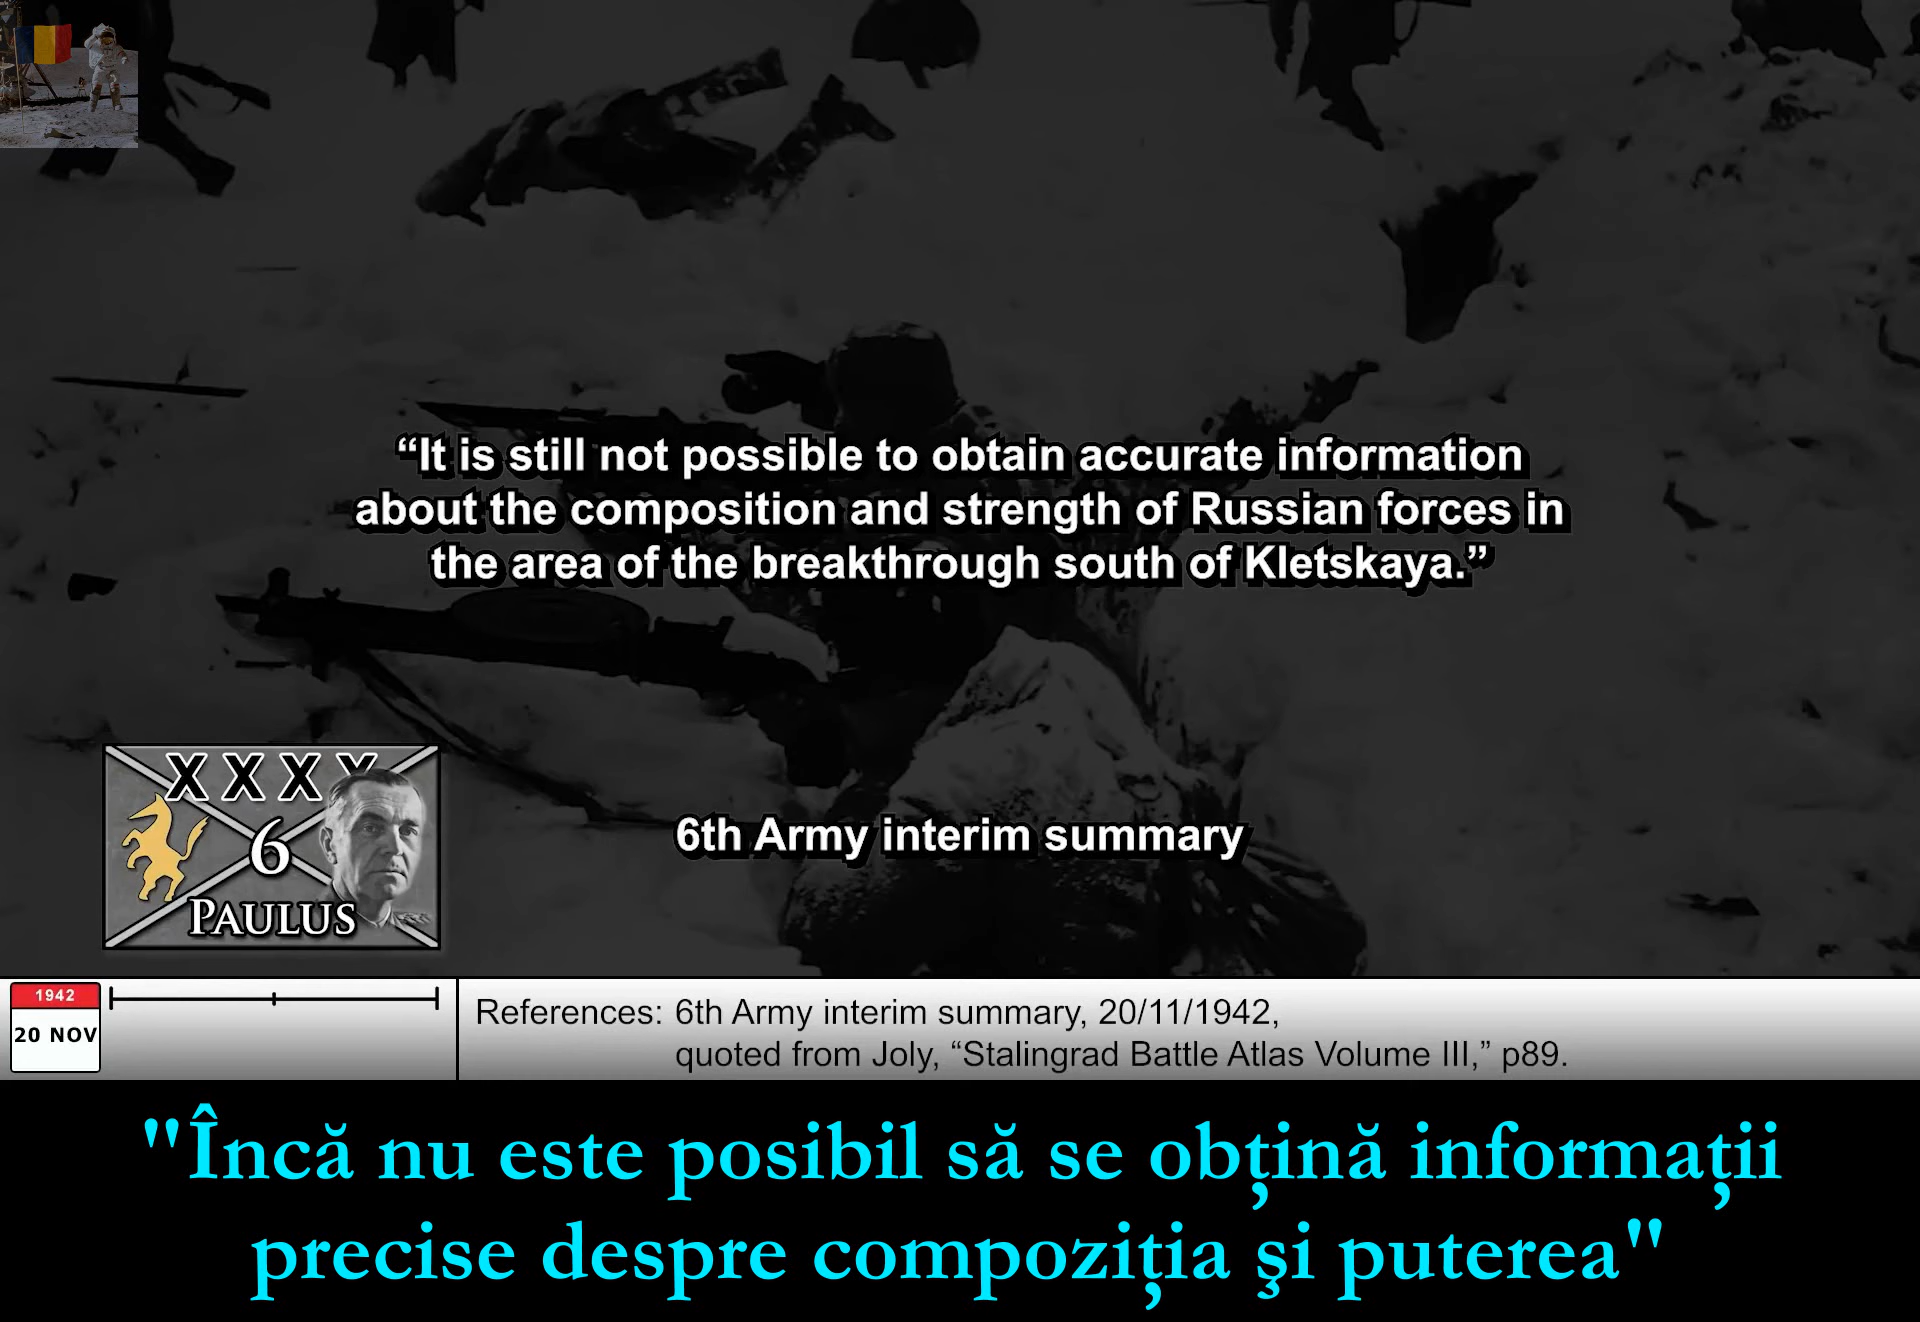 “It is still not possible to obtain accurate information
about the composition and strength of Russian forces in
the area of the breakthrough south of Kletskaya.”
X X X X
6
PAULUS
6th Army interim summary
1942
20 NOV
References: 6th Army interim summary, 20/11/1942,
quoted from Joly, “Stalingrad Battle Atlas Volume III,” p89.
"Încă nu este posibil să se obțină informații
precise despre compoziția şi puterea"